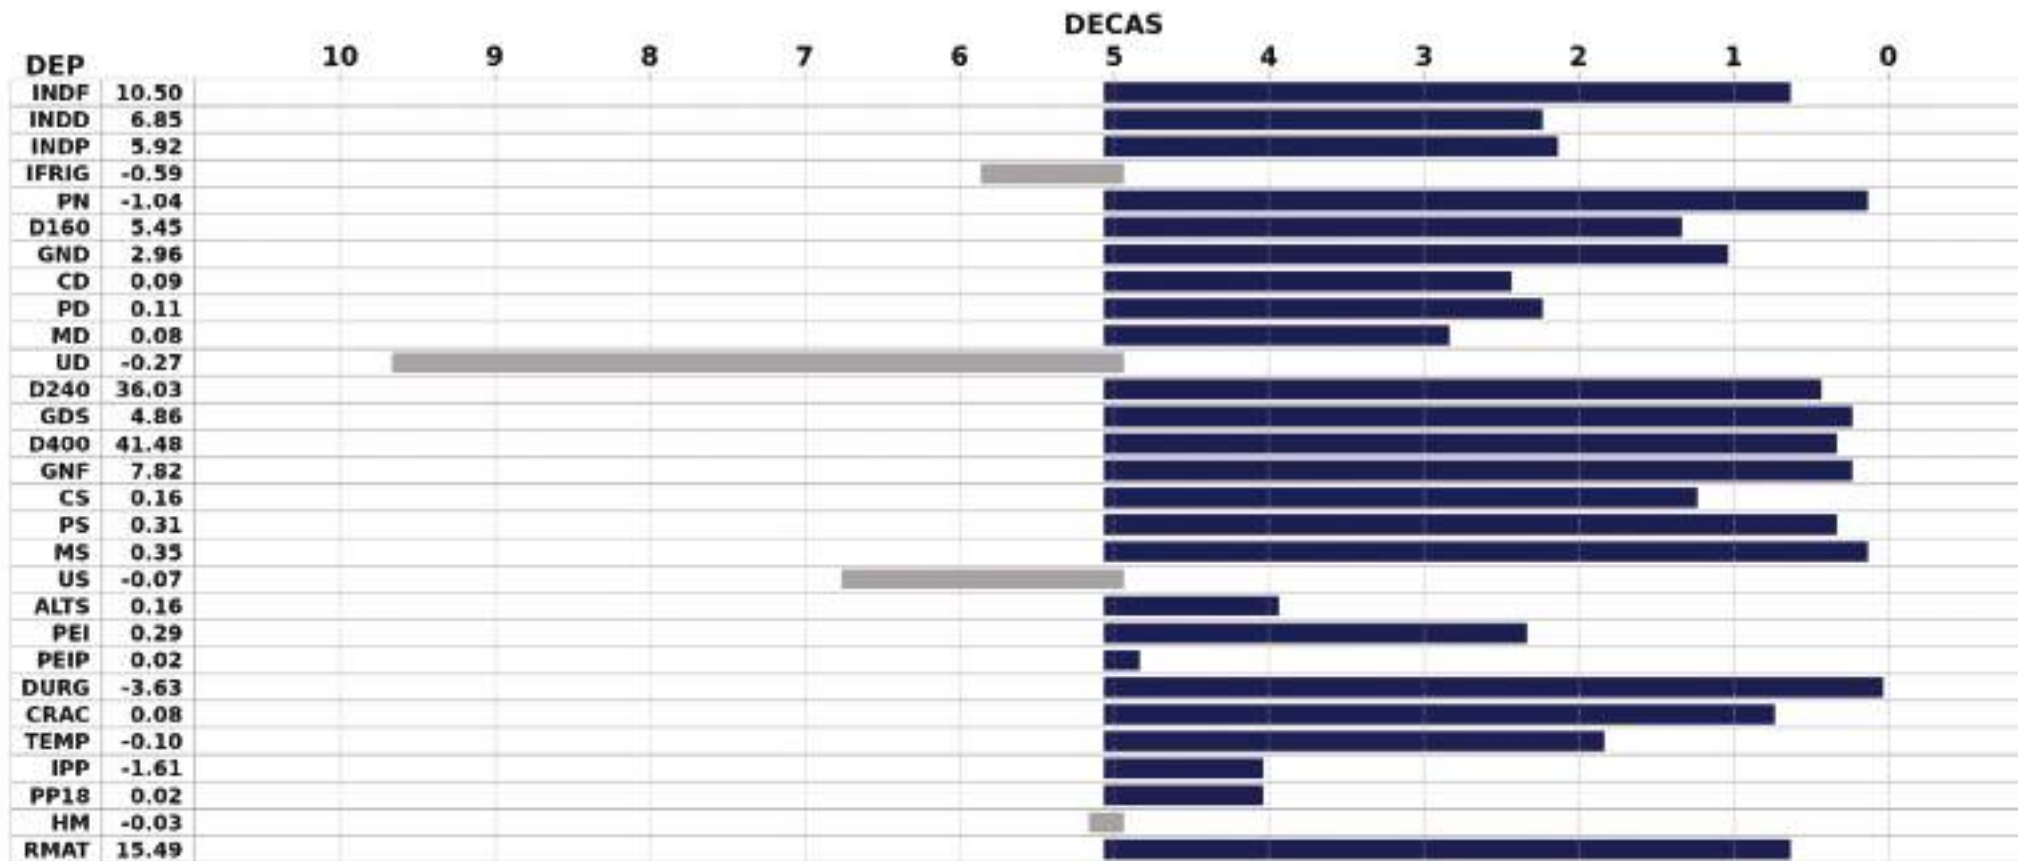 DECAS
DEP 10 9 8 7 6 5 4 3 2 1 0
INDF 10.50
INDD 6.85
INDP 5.92
IFRIG -0.59
PN -1.04
D160 5.45
GND 2.96
CD 0.09
PD 0.11
MD 0.08
UD -0.27
D240 36.03
GDS 4.86
D400 41.48
GNF 7.82
CS 0.16
PS 0.31
MS 0.35
US -0.07
ALTS 0.16
PEI 0.29
PEIP 0.02
DURG -3.63
CRAC 0.08
TEMP -0.10
IPP -1.61
PP18 0.02
HM -0.03
RMAT 15.49